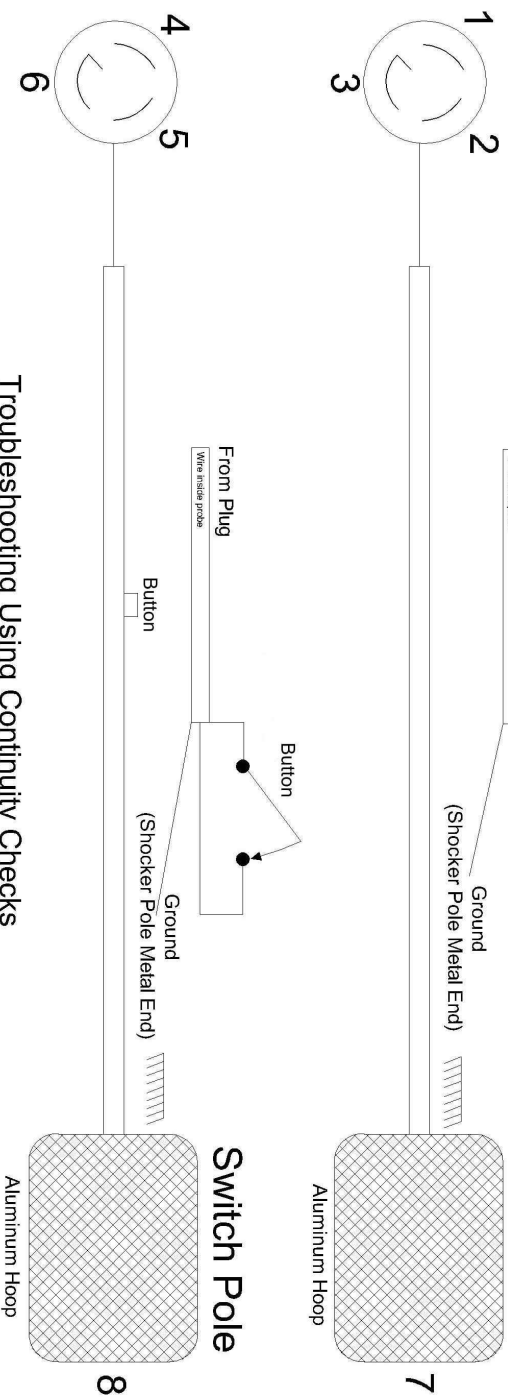 1
2
3
Ground
(Shocker Pole Metal End)
Aluminum Hoop
7
Switch Pole
From Plug
Wire inside probe
Button
Ground
(Shocker Pole Metal End)
Button
4
5
6
Aluminum Hoop
8
Troubleshooting Using Continuity Checks